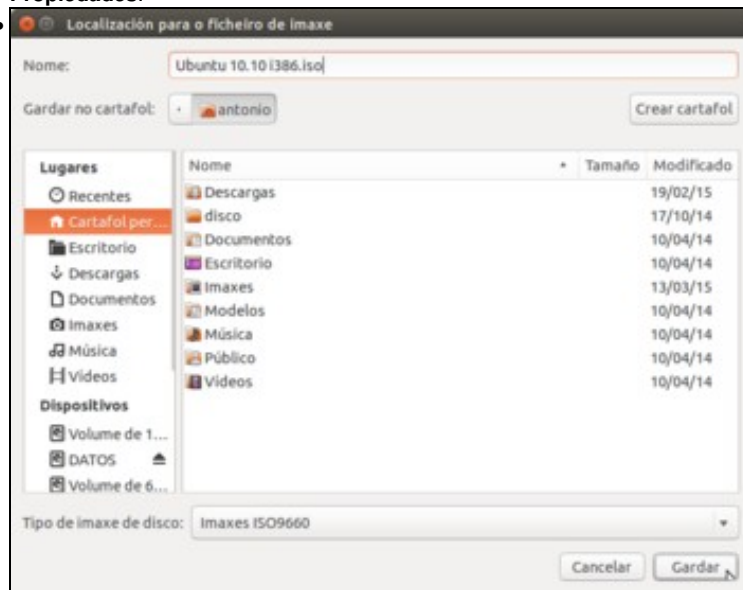 Localización para o ficheiro de imaxe
Nome: Ubuntu 10.10 i386.iso
Gardar no cartafol: antonio Crear cartafol
Lugares
Recentes
Cartafol per...
Escritorio
Descargas
Documentos
Imaxes
Música
Vídeos
Dispositivos
Volume de 1...
DATOS
Volume de 6...
Nome Tamaño Modificado
Descargas 19/02/15
disco 17/10/14
Documentos 10/04/14
Escritorio 10/04/14
Imaxes 13/03/15
Modelos 10/04/14
Música 10/04/14
Público 10/04/14
Vídeos 10/04/14
Tipo de imaxe de disco: Imaxes ISO9660
Cancelar Gardar